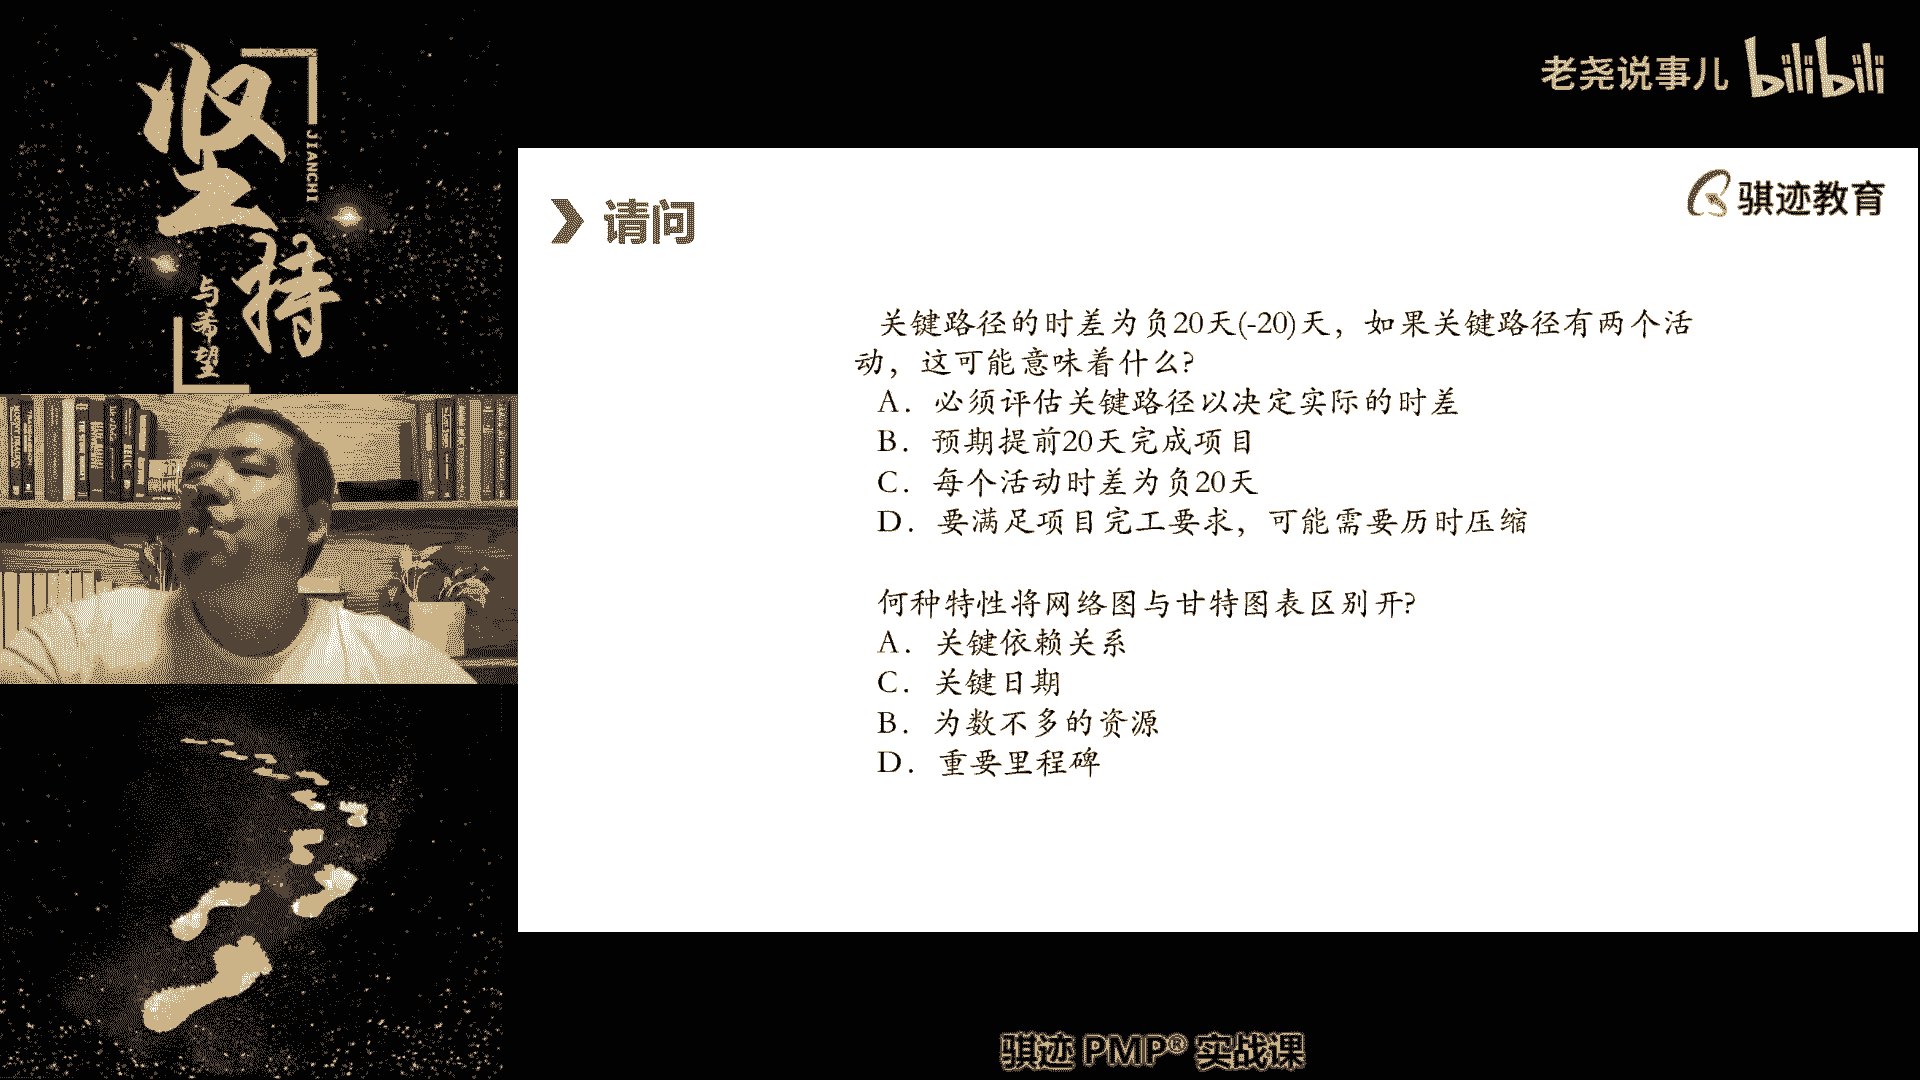 坚持
JIANCHI
与希望
老尧说事儿 bilibili
骐迹教育
请问
关键路径的时差为负20天(-20)天，如果关键路径有两个活
动，这可能意味着什么?
A. 必须评估关键路径以决定实际的时差
B. 预期提前20天完成项目
C. 每个活动时差为负20天
D. 要满足项目完工要求，可能需要历时压缩
何种特性将网络图与甘特图表区别开?
A. 关键依赖关系
C. 关键日期
B. 为数不多的资源
D. 重要里程碑
骐迹 PMP® 实战课